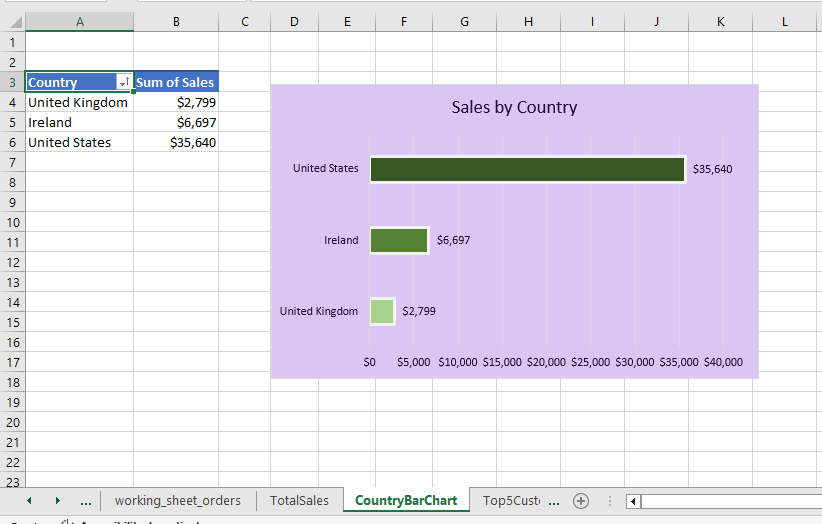 A B C D E F G H I J K L
1
2
3 Country Sum of Sales
4 United Kingdom $2,799
5 Ireland $6,697
6 United States $35,640
7
8
9
10
11
12
13
14
15
16
17
18
19
20
21
22
23
Sales by Country
United States $35,640
Ireland $6,697
United Kingdom $2,799
$0 $5,000 $10,000 $15,000 $20,000 $25,000 $30,000 $35,000 $40,000
... working_sheet_orders TotalSales CountryBarChart Top5Custo ...